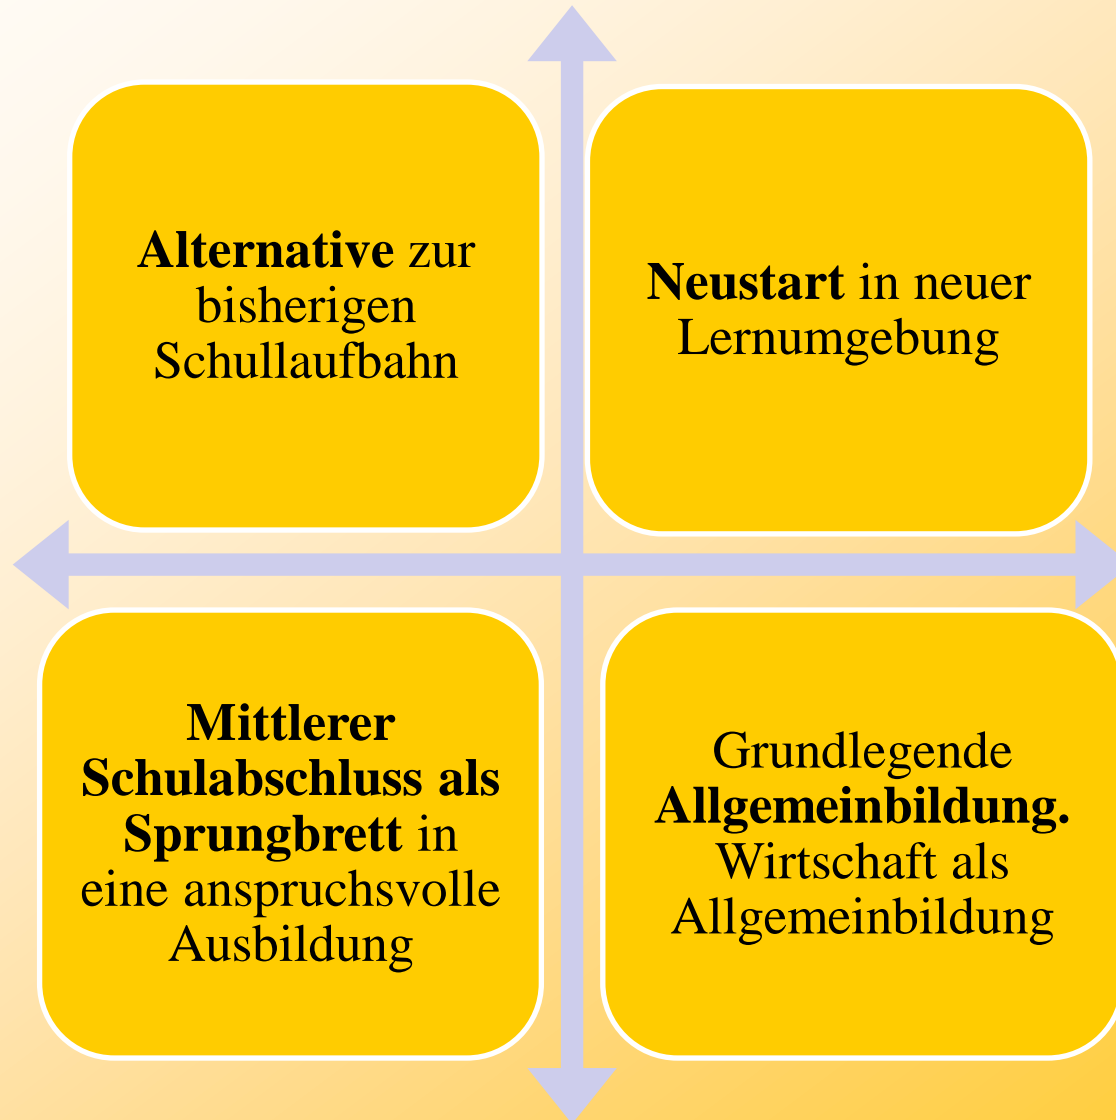 Alternative zur
bisherigen
Schullaufbahn
Neustart in neuer
Lernumgebung
Mittlerer
Schulabschluss als
Sprungbrett in
eine anspruchsvolle
Ausbildung
Grundlegende
Allgemeinbildung.
Wirtschaft als
Allgemeinbildung